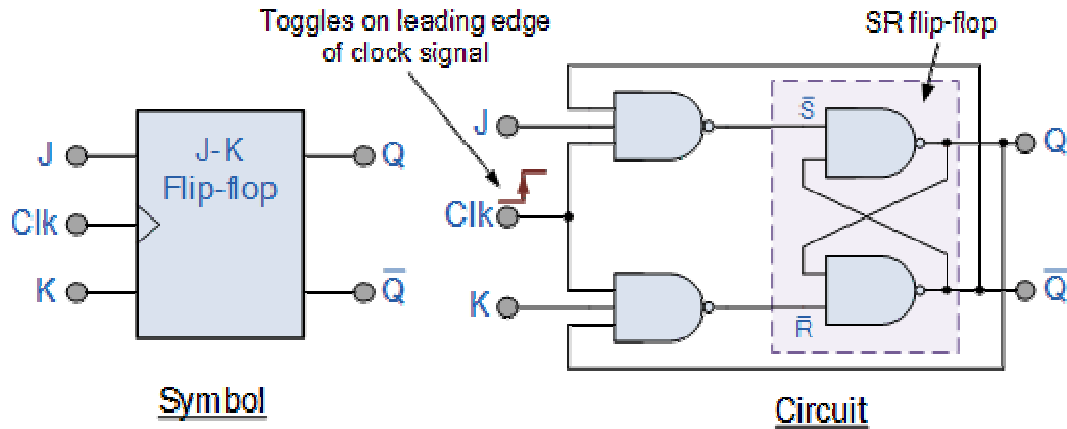 Toggles on leading edge
of clock signal
SR flip-flop
J
Clk
K
J-K
Flip-flop
Q
Q̅
Symbol
J
Clk
K
S̅
R̅
Q
Q̅
Circuit